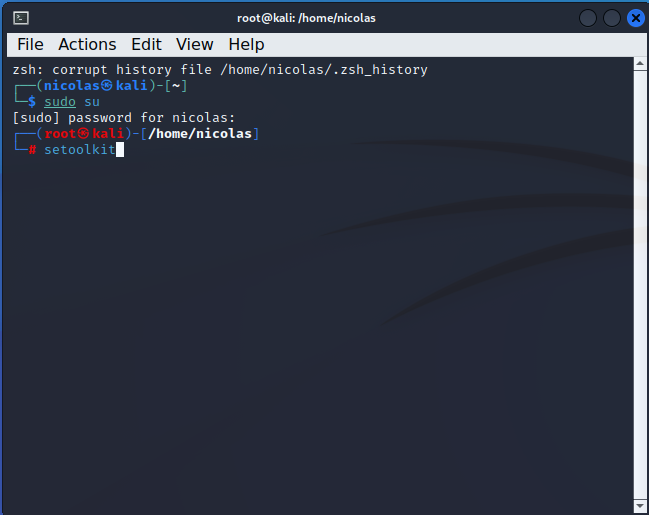 root@kali: /home/nicolas
File Actions Edit View Help
zsh: corrupt history file /home/nicolas/.zsh_history
┌──(nicolas㉿kali)-[~]
└─$ sudo su
[sudo] password for nicolas:
┌──(root㉿kali)-[/home/nicolas]
└─# setoolkit